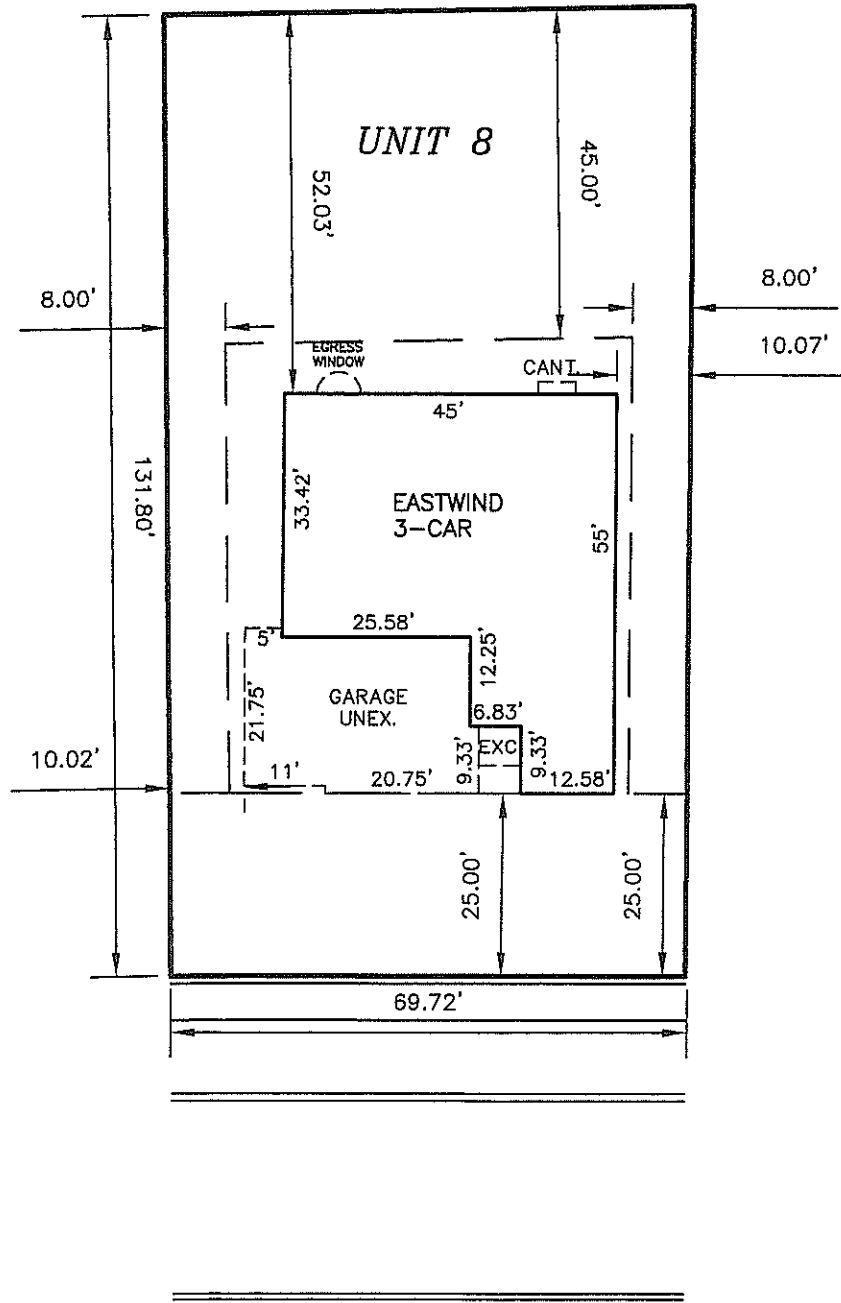 UNIT 8
52.03'
45.00'
8.00'
8.00'
10.07'
EGRESS
WINDOW
CANT.
45'
131.80'
33.42'
EASTWIND
3-CAR
55'
25.58'
5'
12.25'
21.75'
GARAGE
UNEX.
6.83'
10.02'
EXC
9.33'
9.33'
11'
20.75'
12.58'
25.00'
25.00'
69.72'